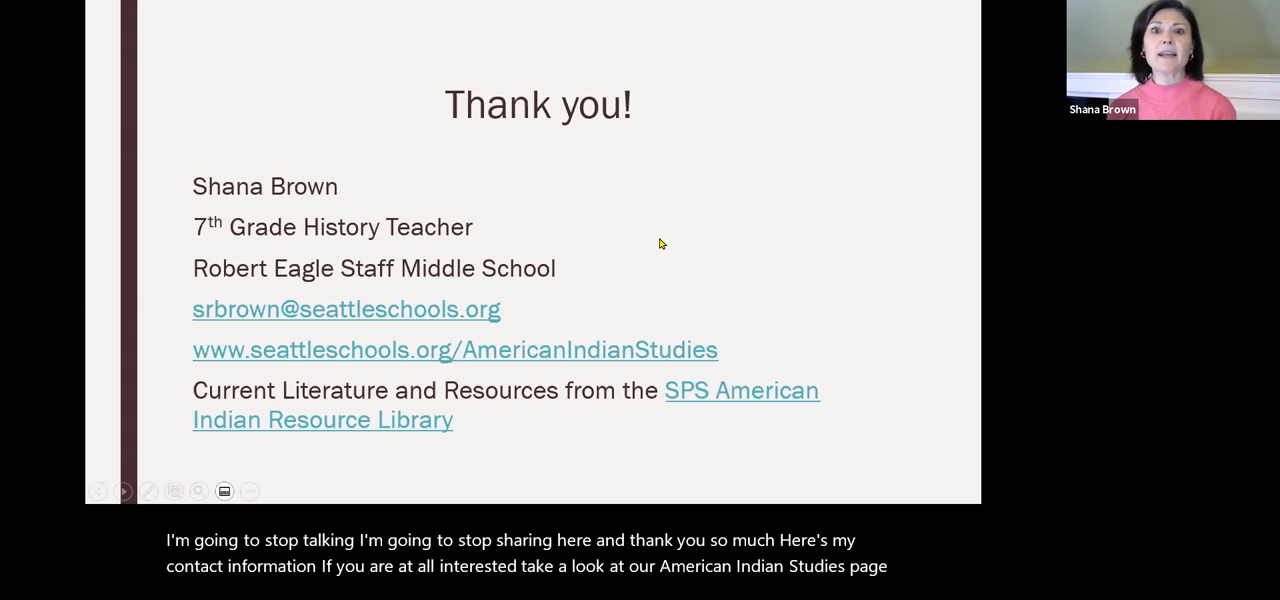 Thank you!
Shana Brown
Shana Brown
7th Grade History Teacher
Robert Eagle Staff Middle School
srbrown@seattleschools.org
www.seattleschools.org/AmericanIndianStudies
Current Literature and Resources from the SPS American
Indian Resource Library
I'm going to stop talking I'm going to stop sharing here and thank you so much Here's my
contact information If you are at all interested take a look at our American Indian Studies page